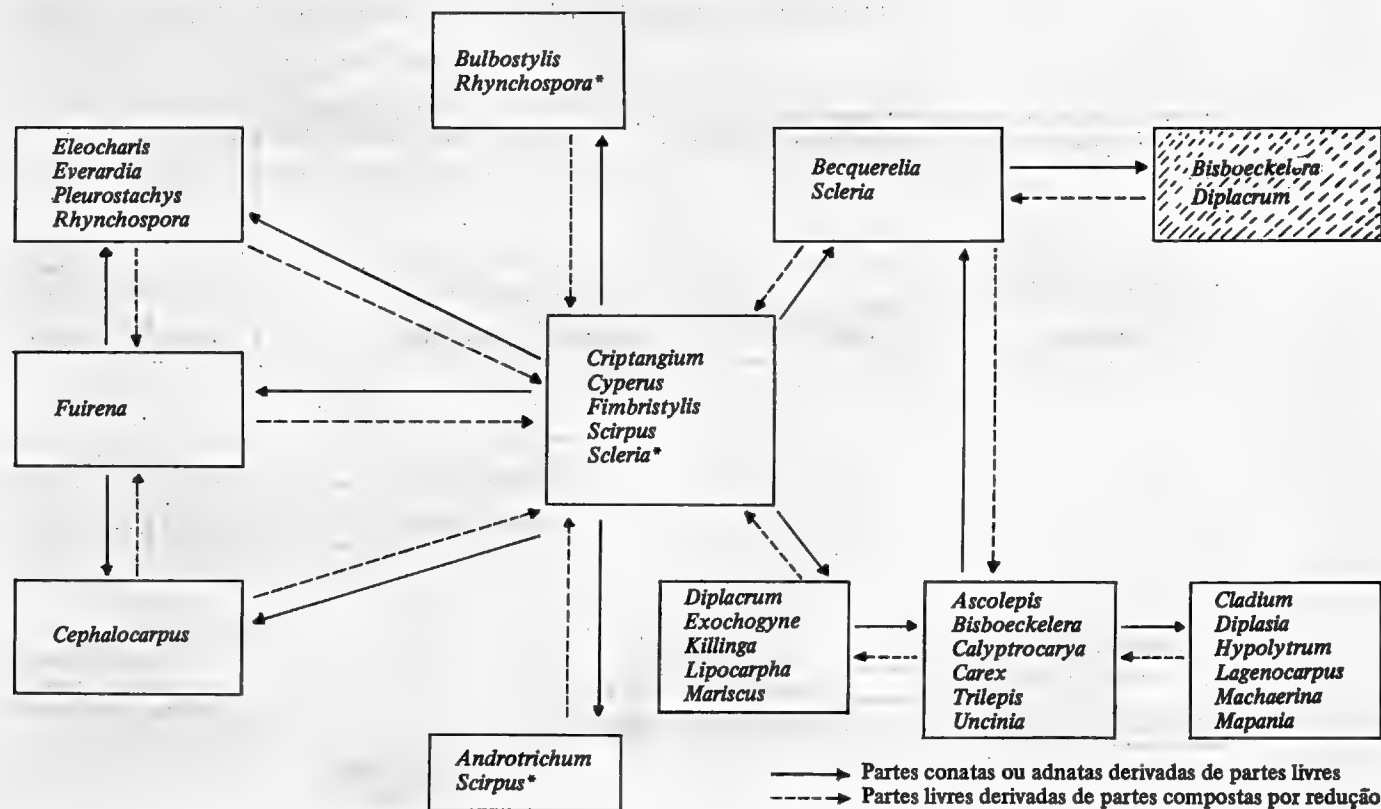 Bulbostylis
Rhynchospora*
Eleocharis
Everardia
Pleurostachys
Rhynchospora
Becquerelia
Scleria
Bisboeckelera
Diplacrum
Criptangium
Cyperus
Fimbristylis
Scirpus
Scleria*
Fuirena
Cephalocarpus
Diplacrum
Exochogyne
Killinga
Lipocarpha
Mariscus
Ascolepis
Bisboeckelera
Calyptrocarya
Carex
Trilepis
Uncinia
Cladium
Diplasia
Hypolytrum
Lagenocarpus
Machaerina
Mapania
Androtrichum
Scirpus*
Partes conatas ou adnatas derivadas de partes livres
Partes livres derivadas de partes compostas por redução